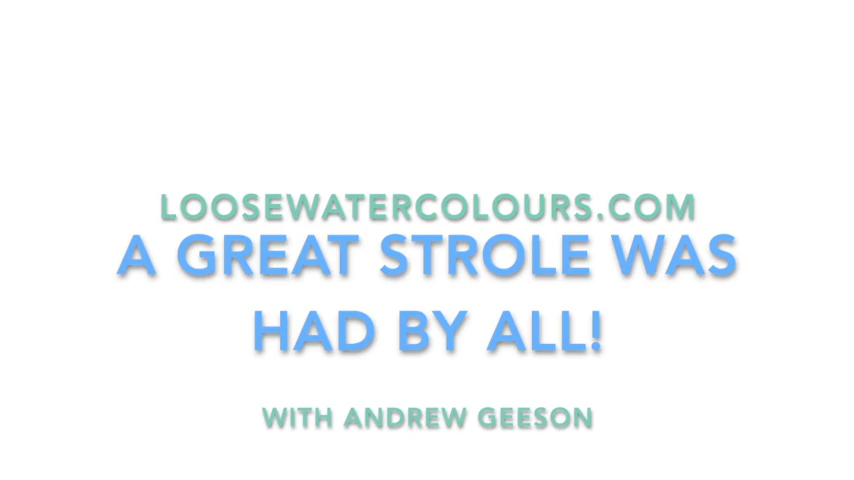 LOOSEWATERCOLOURS.COM
A GREAT STROLE WAS
HAD BY ALL!
WITH ANDREW GEESON